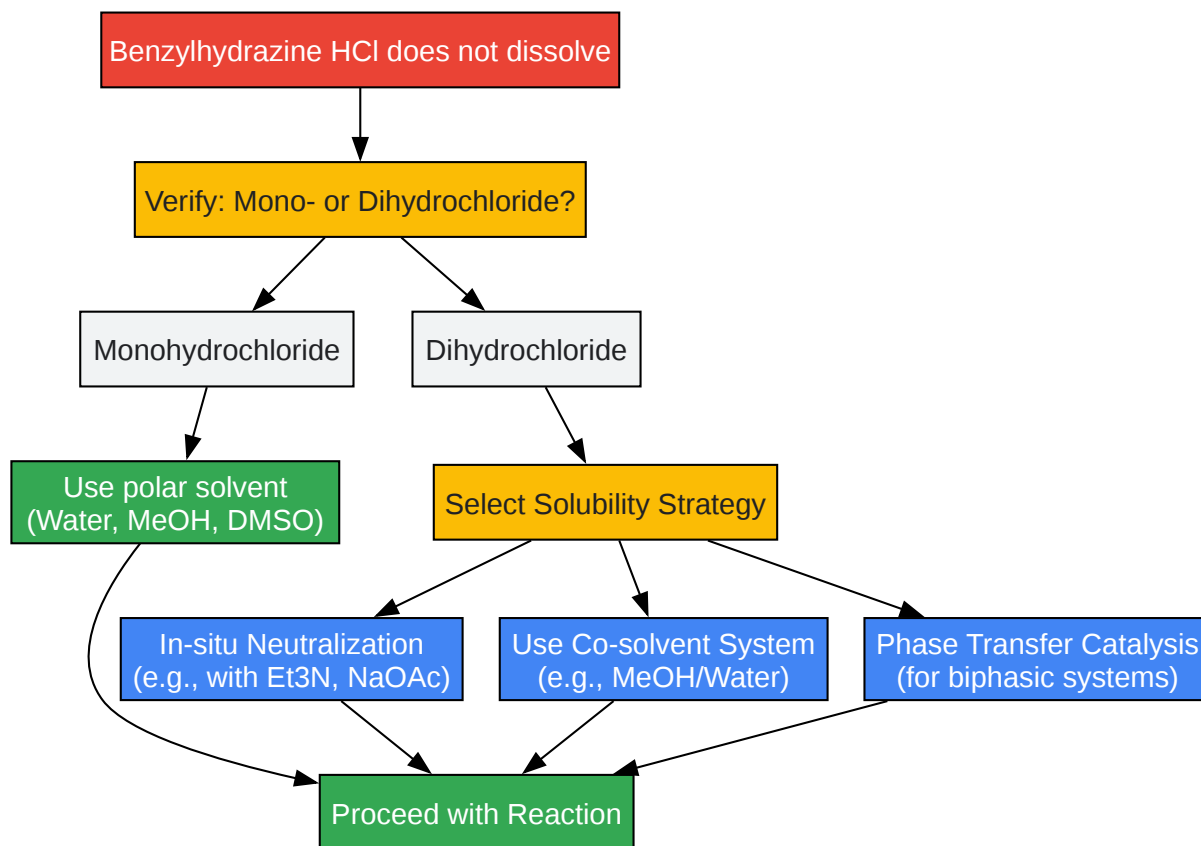 Benzylhydrazine HCl does not dissolve
Verify: Mono- or Dihydrochloride?
Monohydrochloride
Dihydrochloride
Use polar solvent
(Water, MeOH, DMSO)
Select Solubility Strategy
In-situ Neutralization
(e.g., with Et3N, NaOAc)
Use Co-solvent System
(e.g., MeOH/Water)
Phase Transfer Catalysis
(for biphasic systems)
Proceed with Reaction